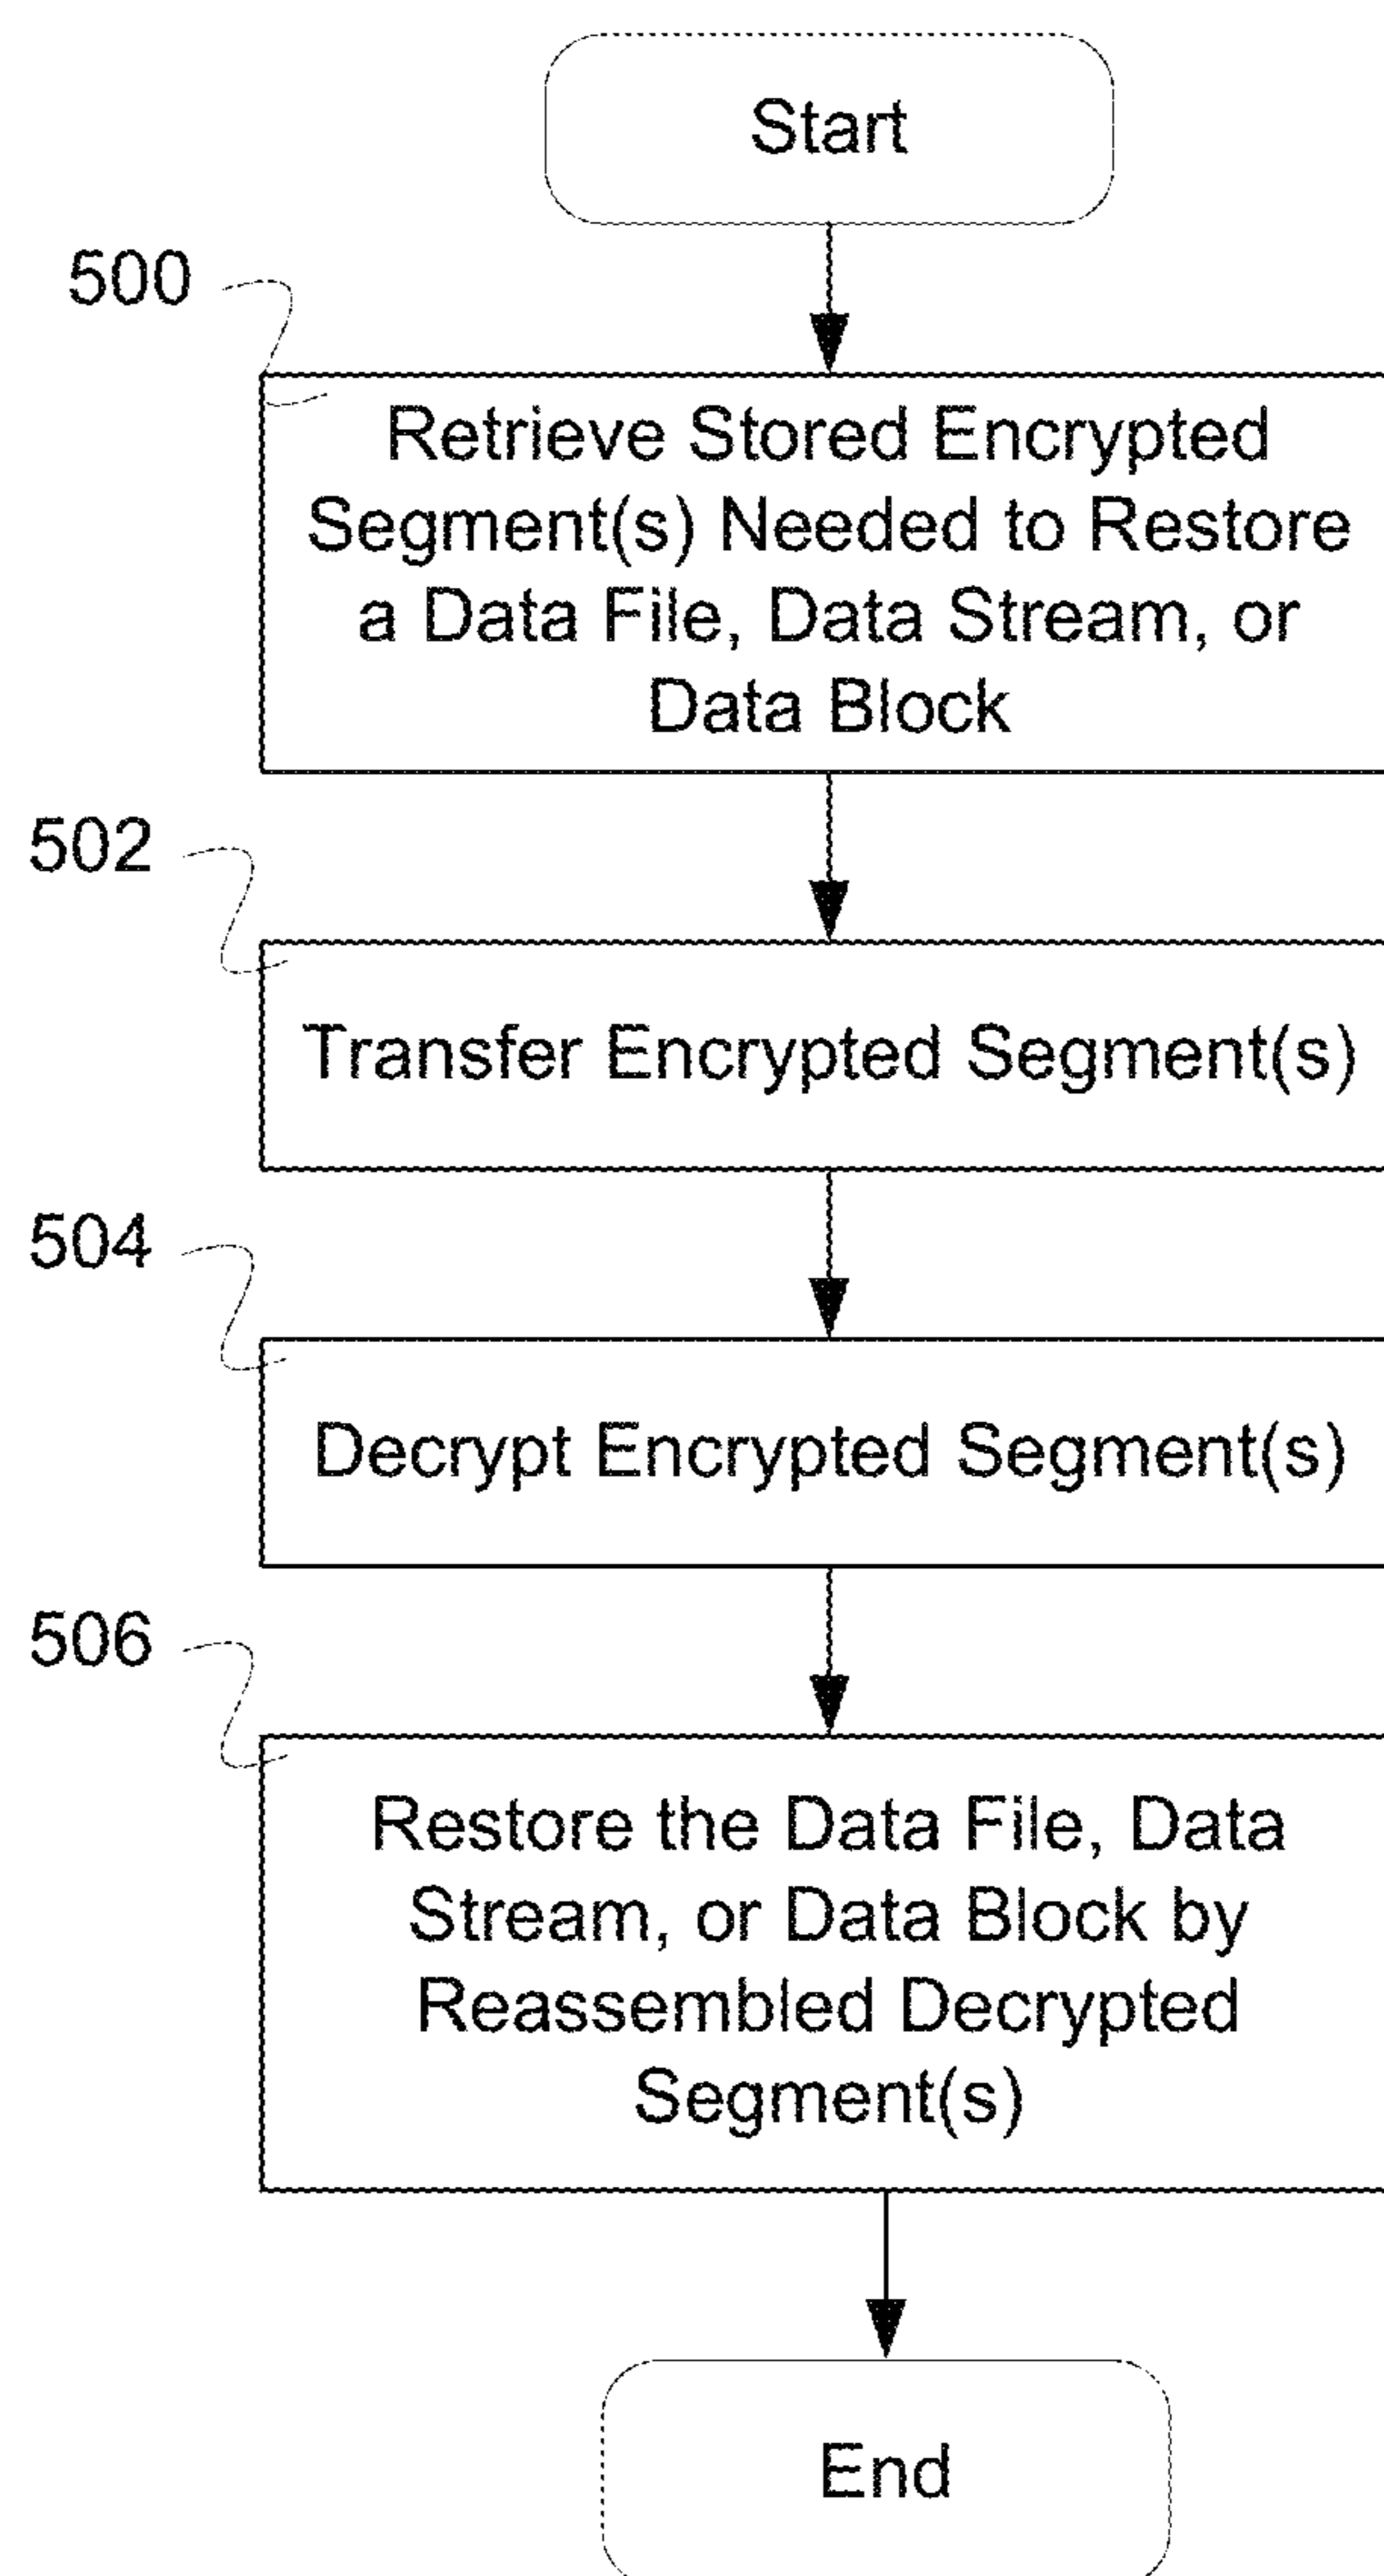 Start
500
Retrieve Stored Encrypted
Segment(s) Needed to Restore
a Data File, Data Stream, or
Data Block
502
Transfer Encrypted Segment(s)
504
Decrypt Encrypted Segment(s)
506
Restore the Data File, Data
Stream, or Data Block by
Reassembled Decrypted
Segment(s)
End